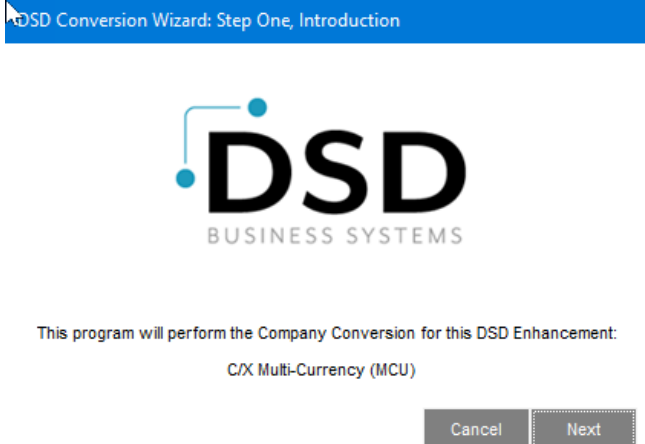 DSD Conversion Wizard: Step One, Introduction
DSD
BUSINESS SYSTEMS
This program will perform the Company Conversion for this DSD Enhancement:
C/X Multi-Currency (MCU)
Cancel Next